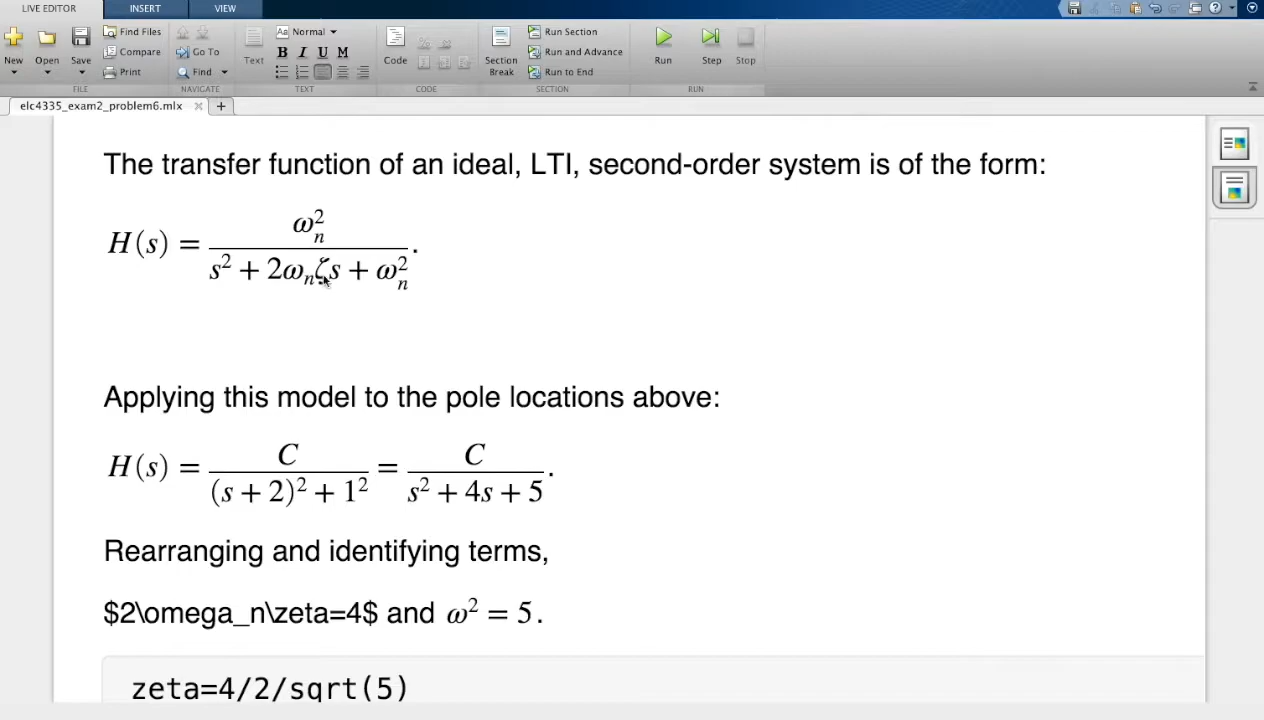 LIVE EDITOR INSERT VIEW
New Open Save Find Files Compare Print
FILE
Go To Find
NAVIGATE
Text Normal B I U M
TEXT
Code
CODE
Section Break Run Section Run and Advance Run to End
SECTION
Run Step Stop
RUN
elc4335_exam2_problem6.mlx × +
The transfer function of an ideal, LTI, second-order system is of the form:
H(s) = ω_n^2 / (s^2 + 2ω_nζs + ω_n^2).
Applying this model to the pole locations above:
H(s) = C / ((s + 2)^2 + 1^2) = C / (s^2 + 4s + 5).
Rearranging and identifying terms,
$2\omega_n\zeta=4$ and ω^2 = 5.
zeta=4/2/sqrt(5)